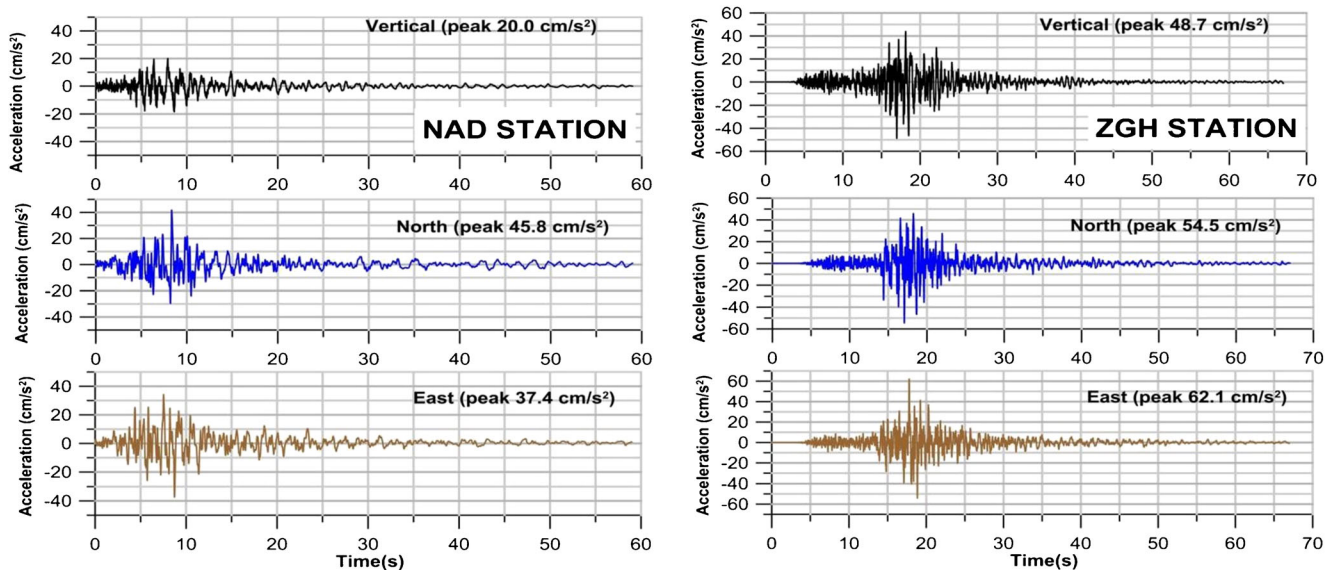 Acceleration (cm/s²)
40
20
0
-20
-40
Vertical (peak 20.0 cm/s²)
NAD STATION
0 10 20 30 40 50 60
Acceleration (cm/s²)
40
20
0
-20
-40
North (peak 45.8 cm/s²)
0 10 20 30 40 50 60
Acceleration (cm/s²)
40
20
0
-20
-40
East (peak 37.4 cm/s²)
0 10 20 30 40 50 60
Time(s)
Acceleration (cm/s²)
60
40
20
0
-20
-40
-60
Vertical (peak 48.7 cm/s²)
ZGH STATION
0 10 20 30 40 50 60 70
Acceleration (cm/s²)
60
40
20
0
-20
-40
-60
North (peak 54.5 cm/s²)
0 10 20 30 40 50 60 70
Acceleration (cm/s²)
60
40
20
0
-20
-40
-60
East (peak 62.1 cm/s²)
0 10 20 30 40 50 60 70
Time(s)